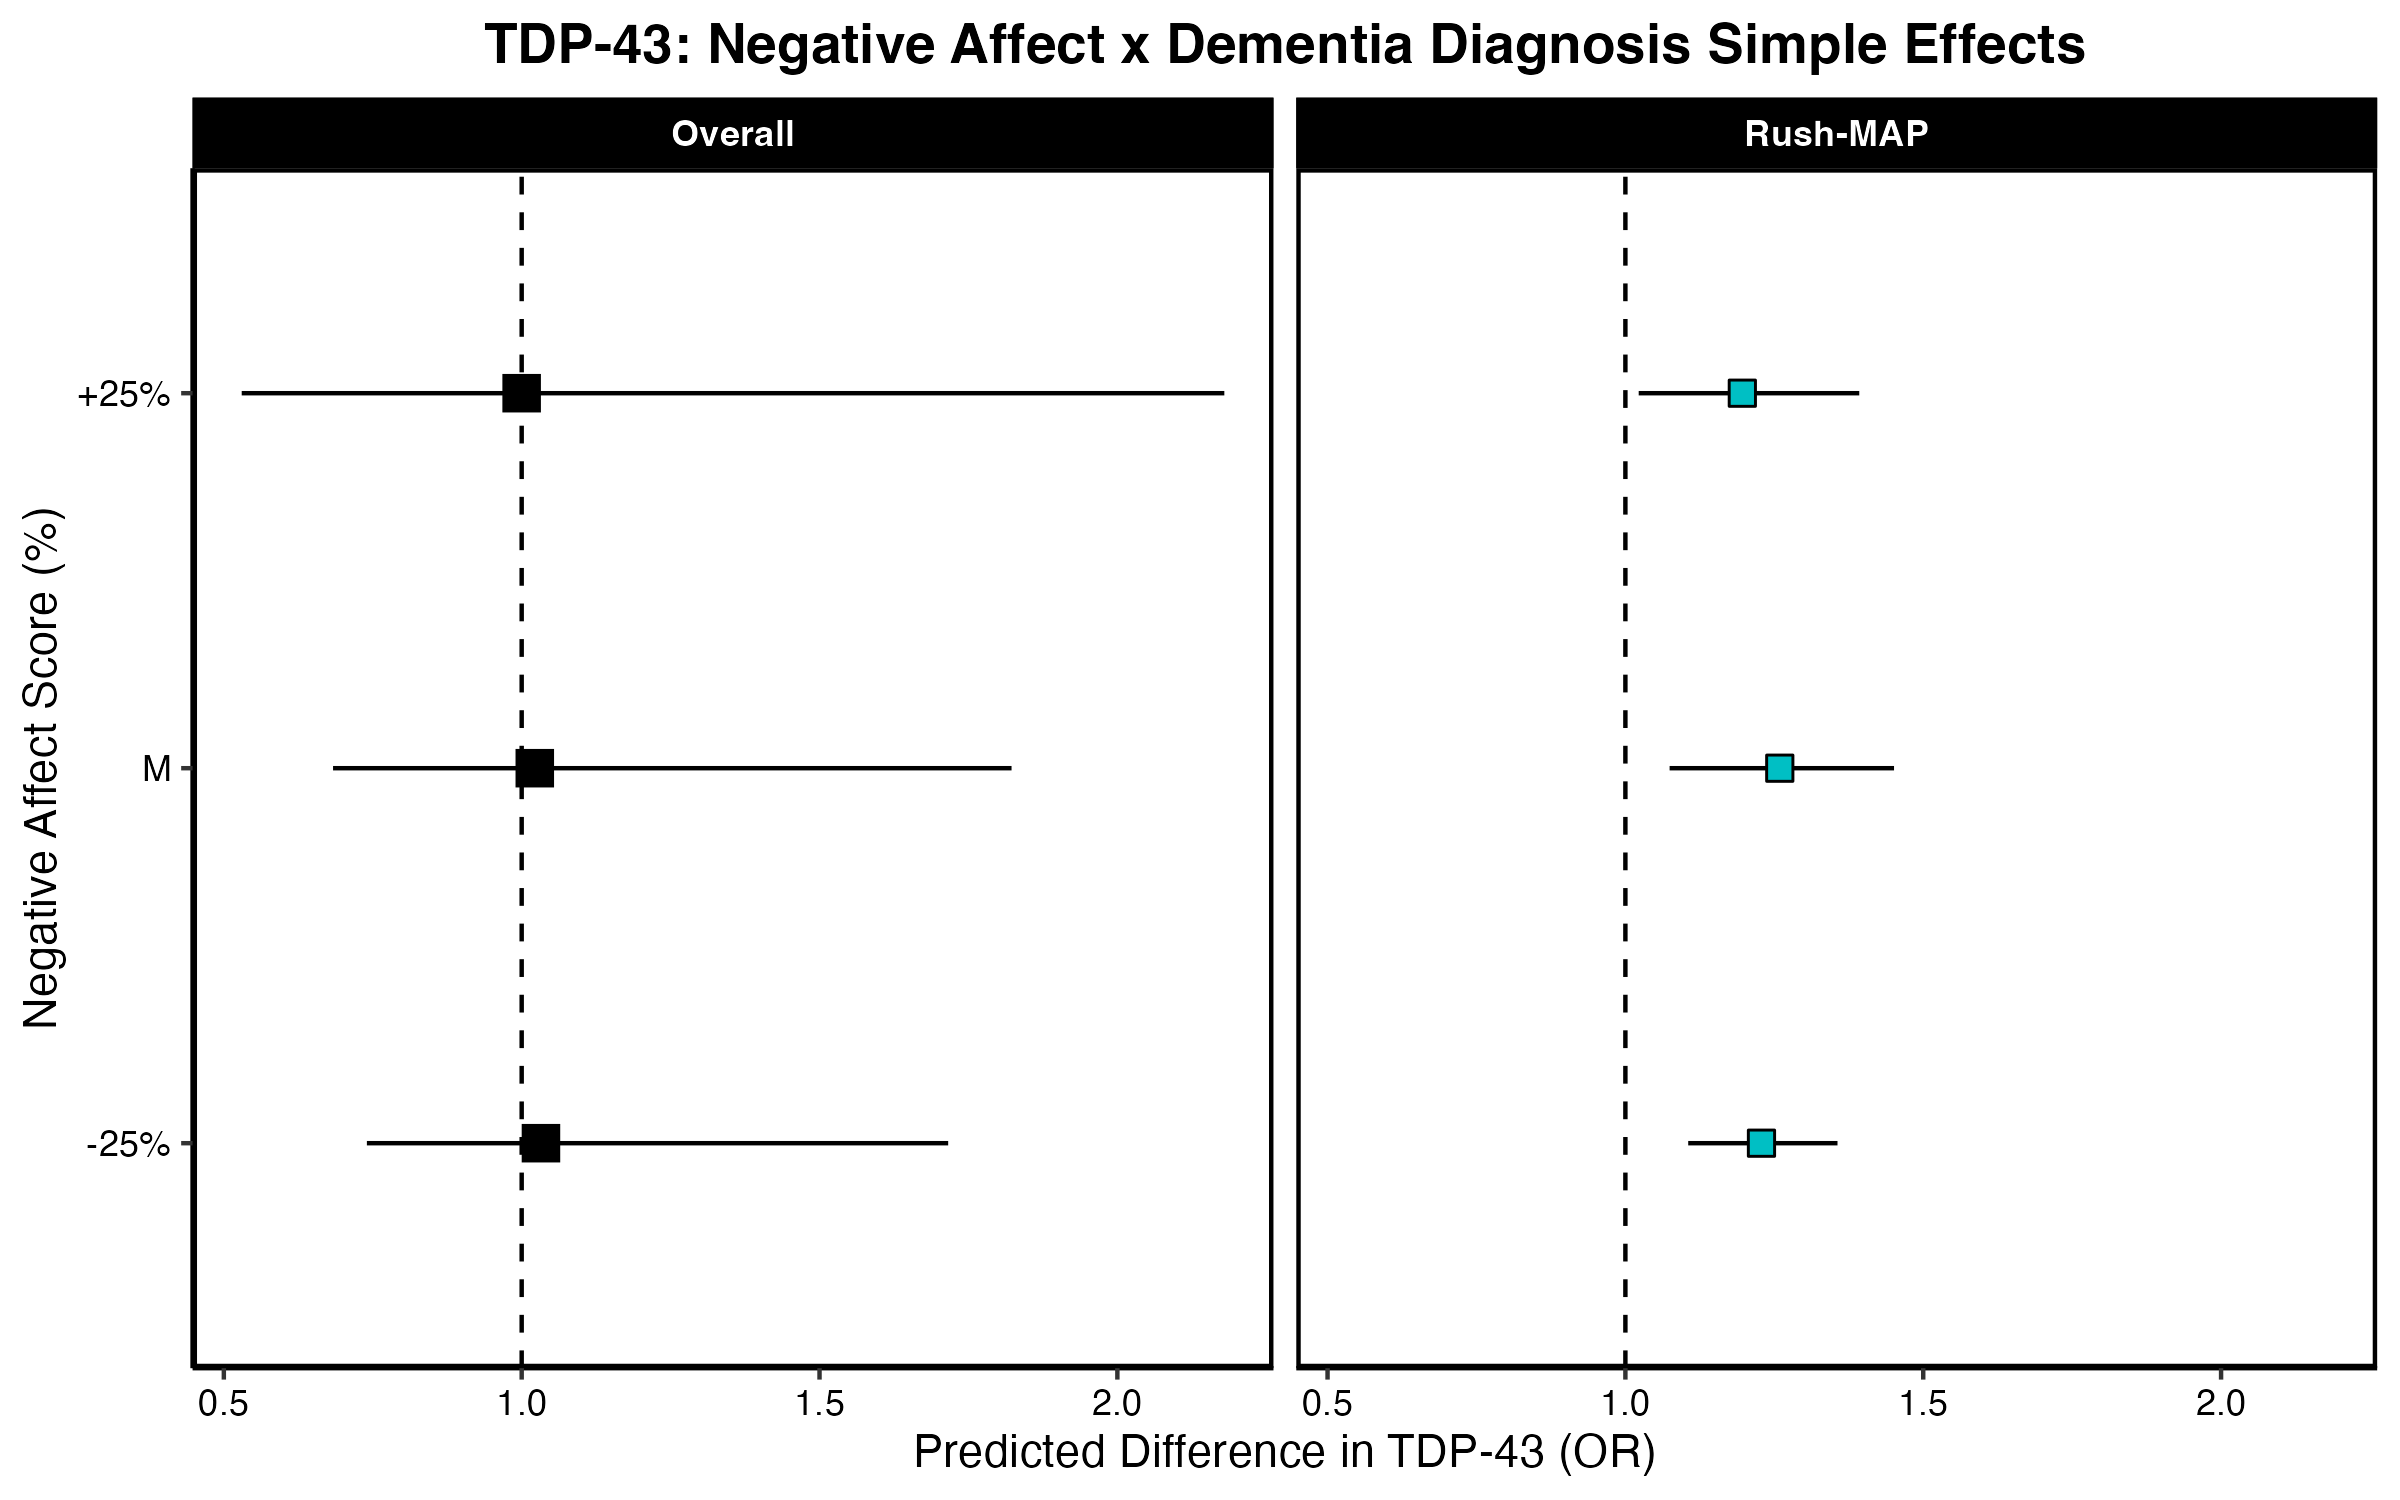 TDP-43: Negative Affect x Dementia Diagnosis Simple Effects
Overall
Rush-MAP
Negative Affect Score (%)
+25%
M
-25%
0.5 1.0 1.5 2.0
0.5 1.0 1.5 2.0
Predicted Difference in TDP-43 (OR)